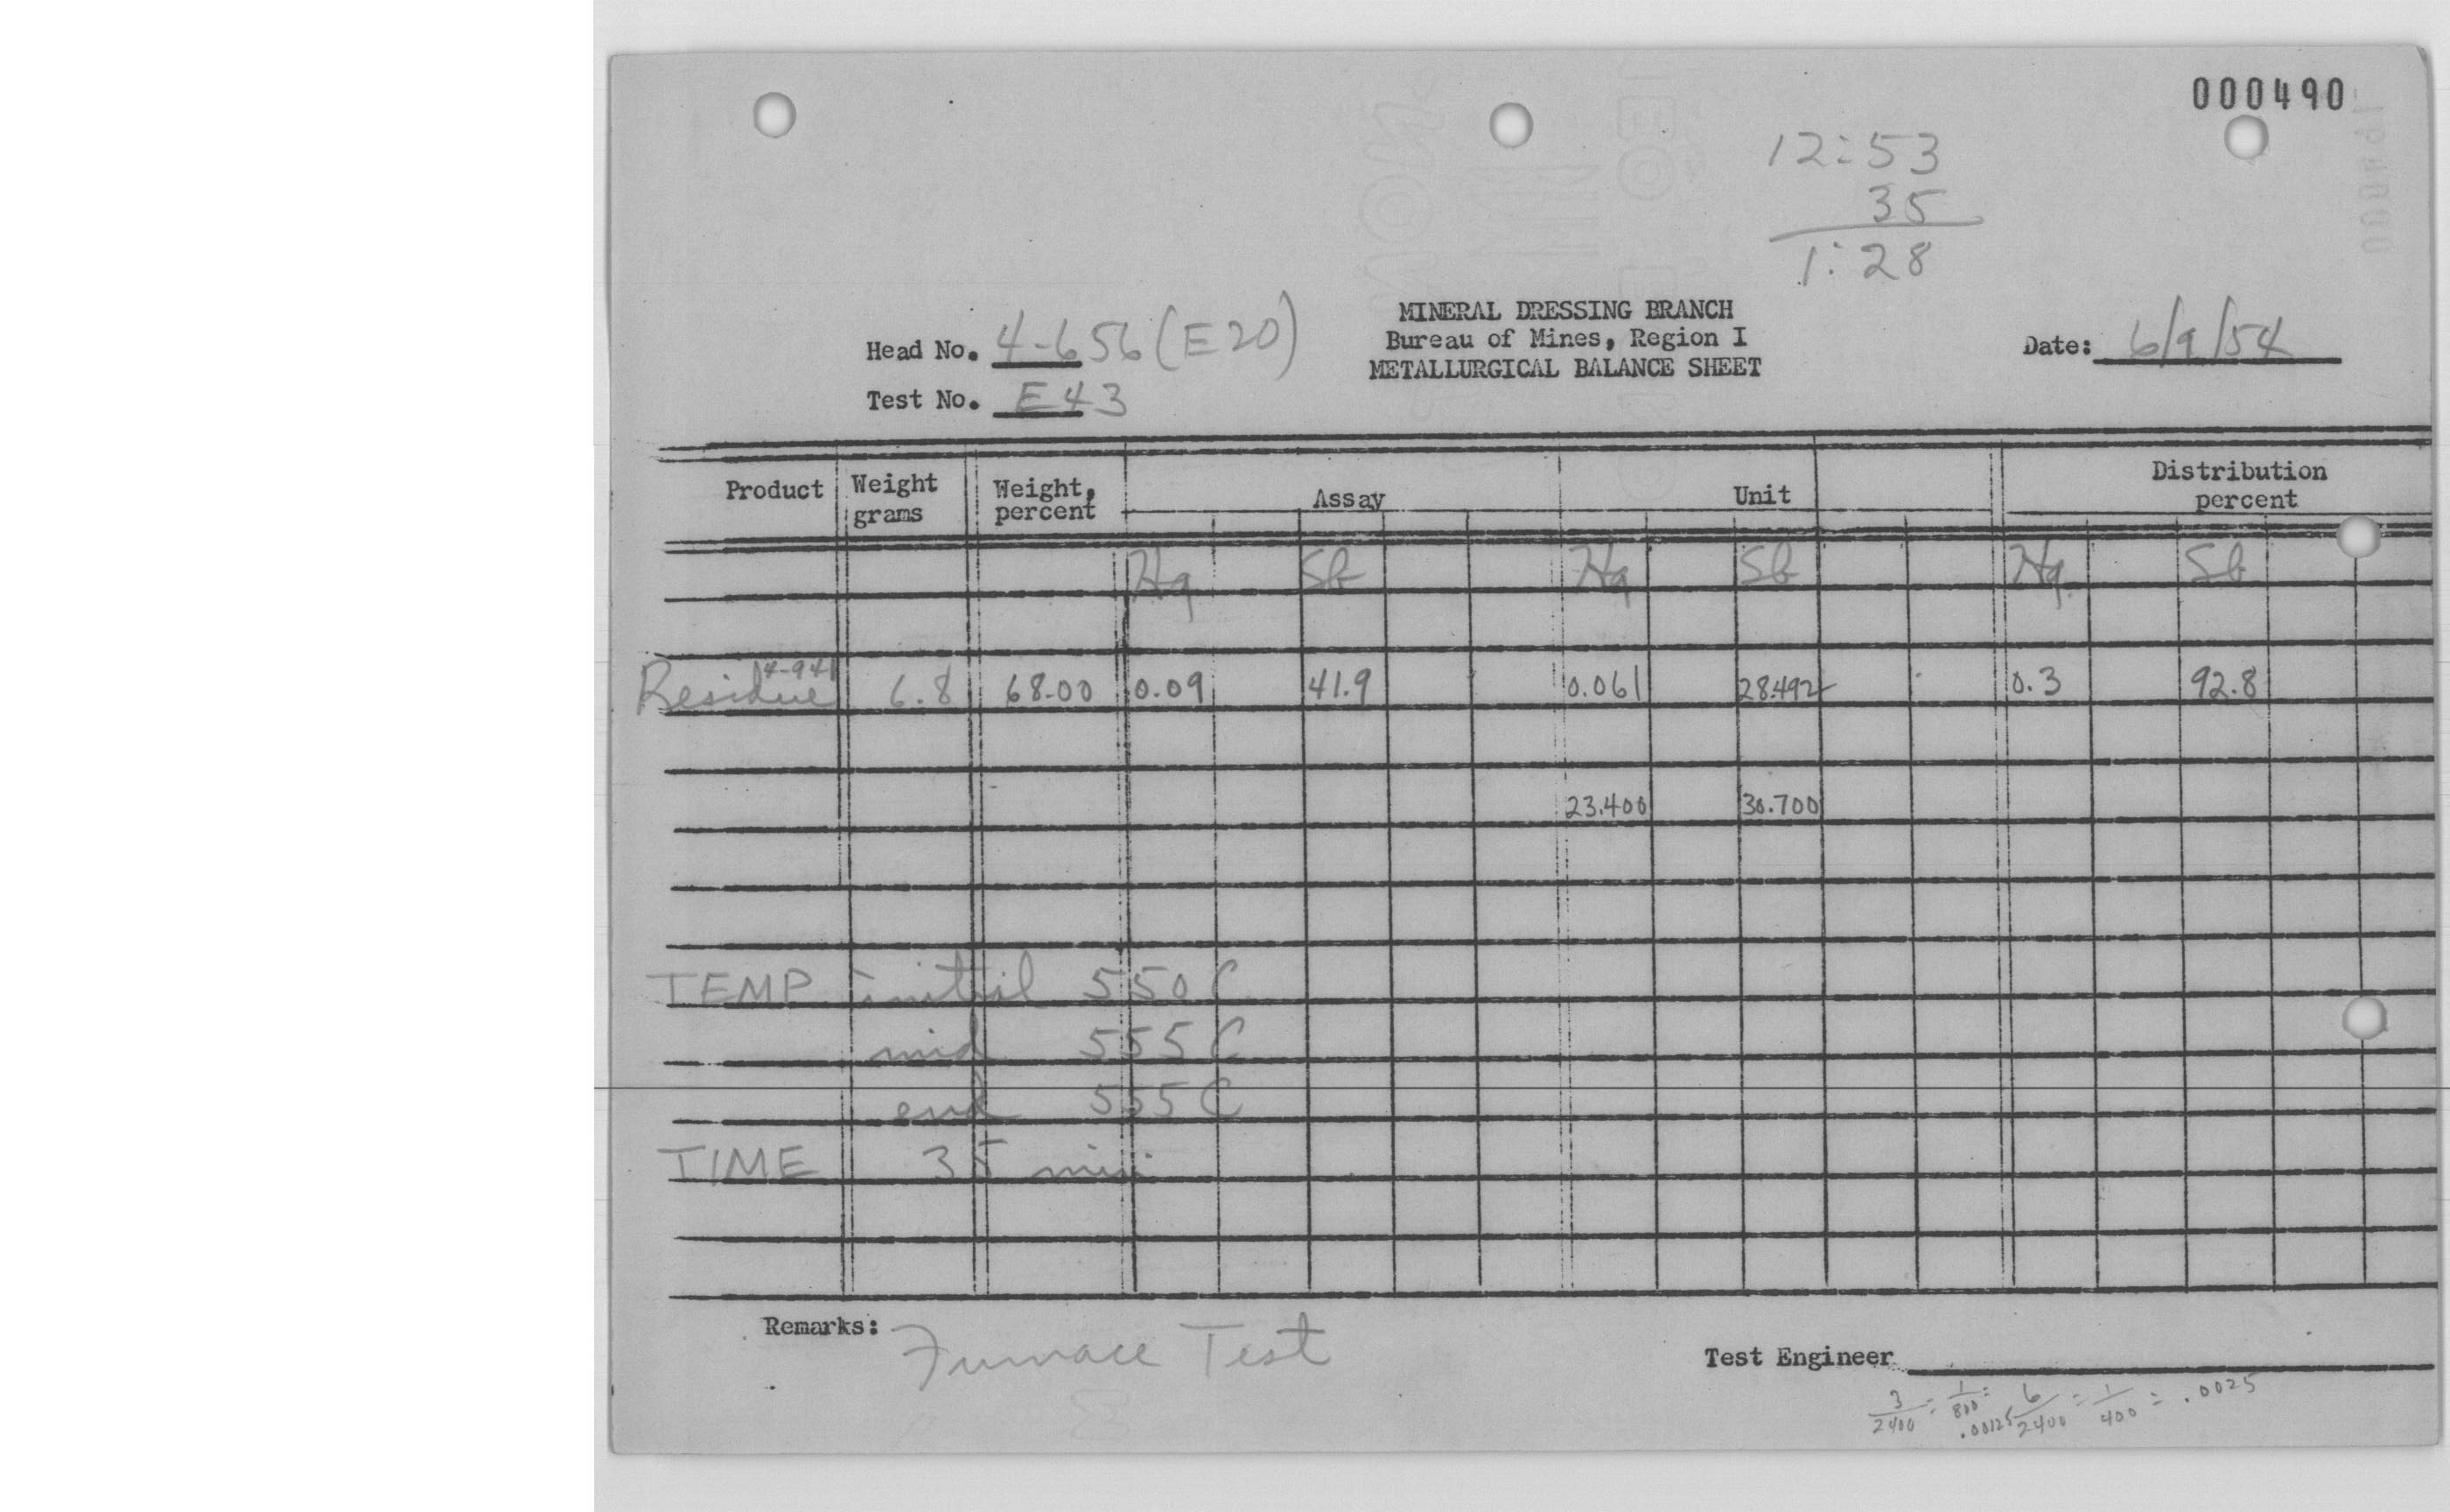 000490
12:53
35
1:28
MINERAL DRESSING BRANCH
Bureau of Mines, Region I
METALLURGICAL BALANCE SHEET
Head No. 4-656 (E20)
Test No. E43
Date: 6/9/54
Product Weight grams Weight, percent Assay Unit Distribution percent
Hg Sb Hg Sb Hg Sb
Residue 4-941 6.8 68.00 0.09 41.9 0.061 28.492 0.3 92.8
23.400 30.700
TEMP initial 550 C
mid 555 C
end 555 C
TIME 35 min
Remarks: Furnace Test
Test Engineer
3/2400 = 1/800 = .00125 6/2400 = 1/400 = .0025